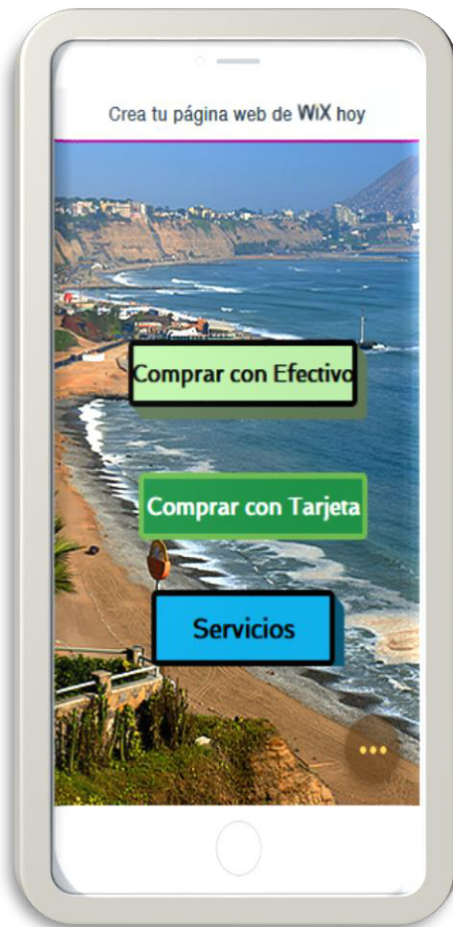 Crea tu página web de WiX hoy
Comprar con Efectivo
Comprar con Tarjeta
Servicios